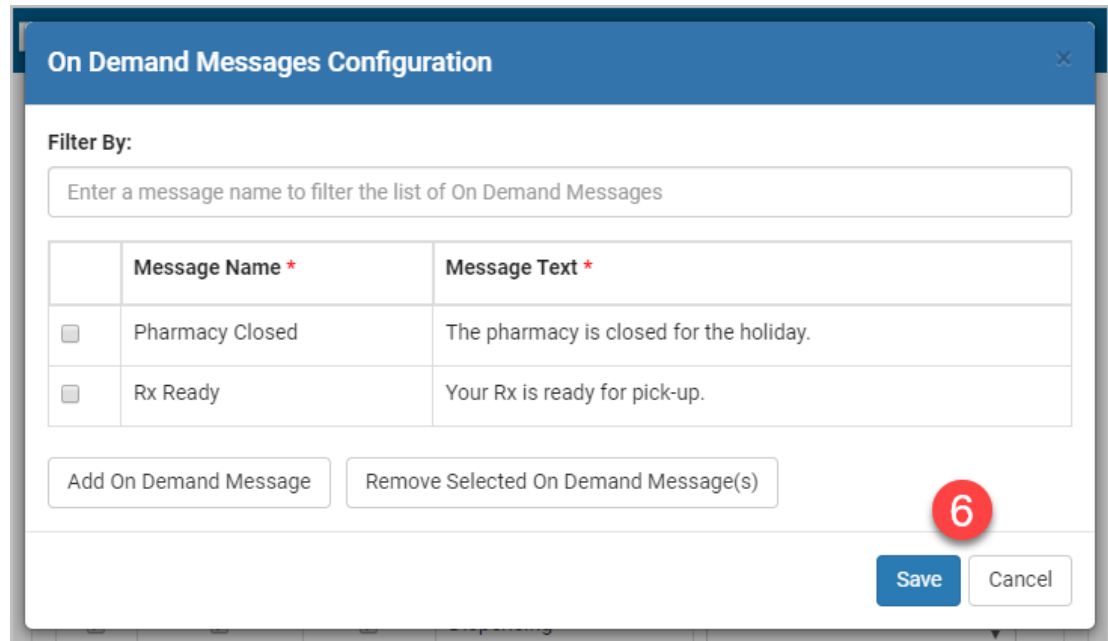 On Demand Messages Configuration ×
Filter By:
Enter a message name to filter the list of On Demand Messages
Message Name * Message Text *
Pharmacy Closed The pharmacy is closed for the holiday.
Rx Ready Your Rx is ready for pick-up.
Add On Demand Message Remove Selected On Demand Message(s)
6
Save Cancel